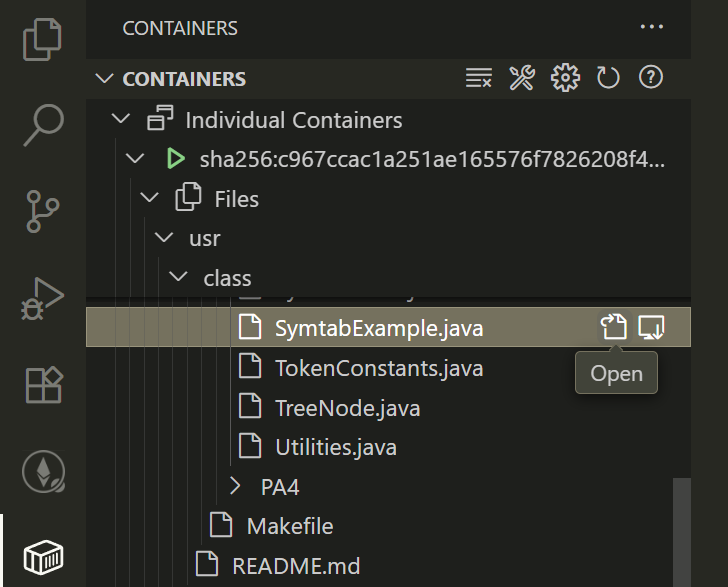 CONTAINERS
CONTAINERS
Individual Containers
sha256:c967ccac1a251ae165576f7826208f4...
Files
usr
class
SymtabExample.java
Open
TokenConstants.java
TreeNode.java
Utilities.java
PA4
Makefile
README.md